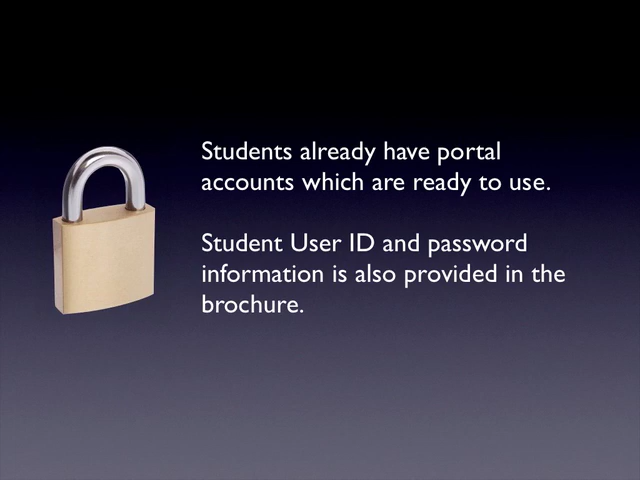 Students already have portal
accounts which are ready to use.
Student User ID and password
information is also provided in the
brochure.